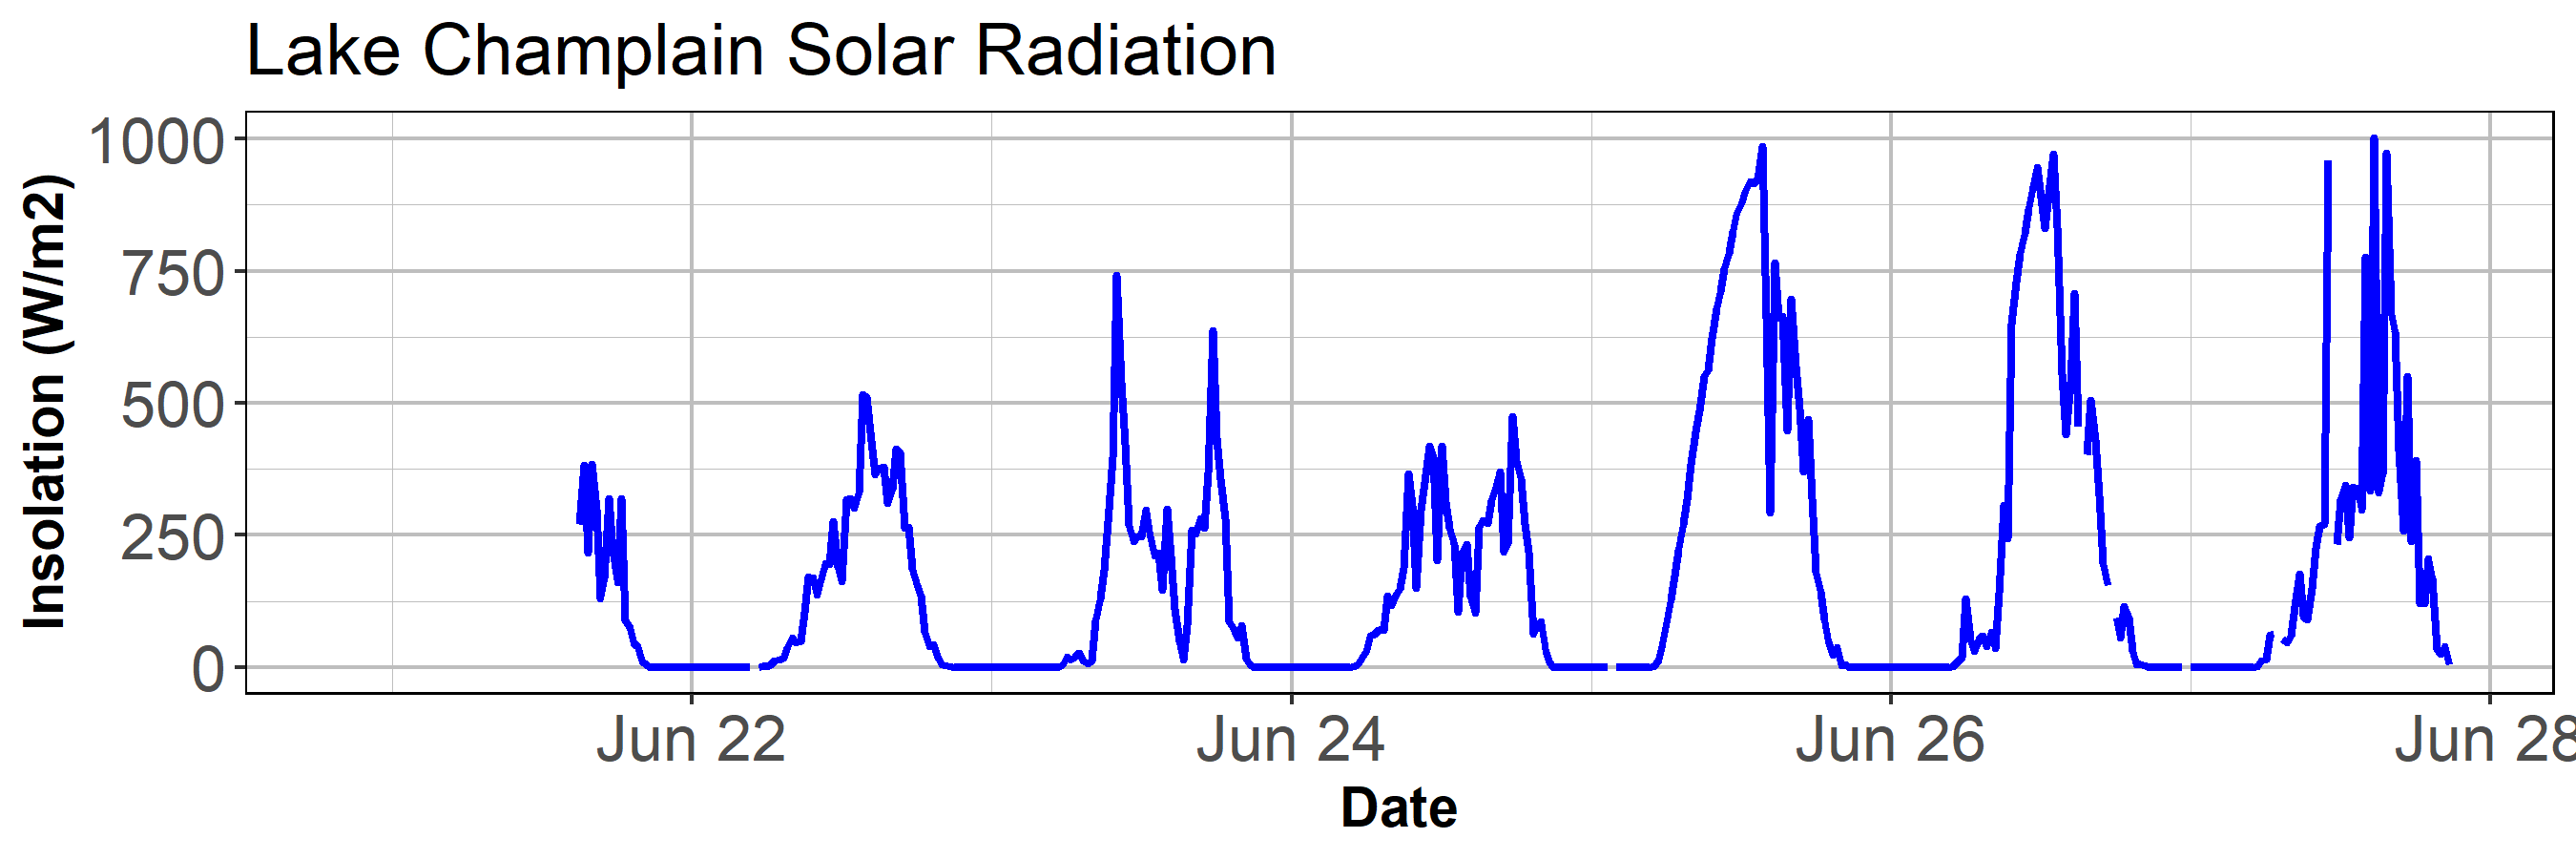 Lake Champlain Solar Radiation
Insolation (W/m2)
1000
750
500
250
0
Jun 22 Jun 24 Jun 26 Jun 28
Date